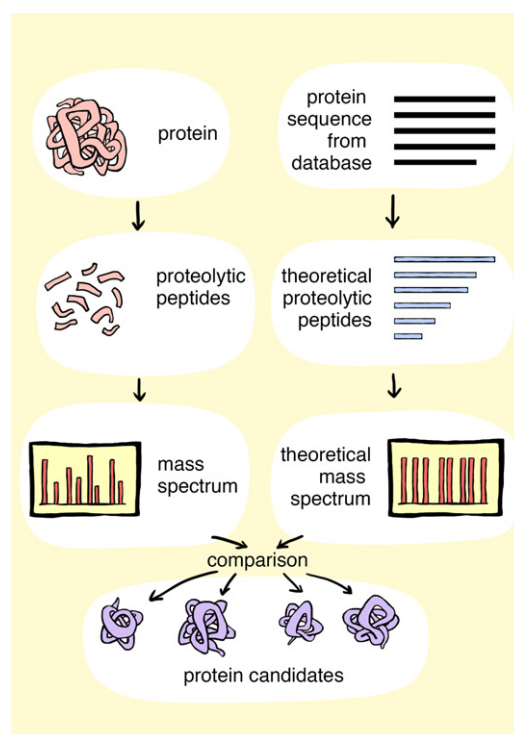 protein
protein
sequence
from
database
proteolytic
peptides
theoretical
proteolytic
peptides
mass
spectrum
theoretical
mass
spectrum
comparison
protein candidates